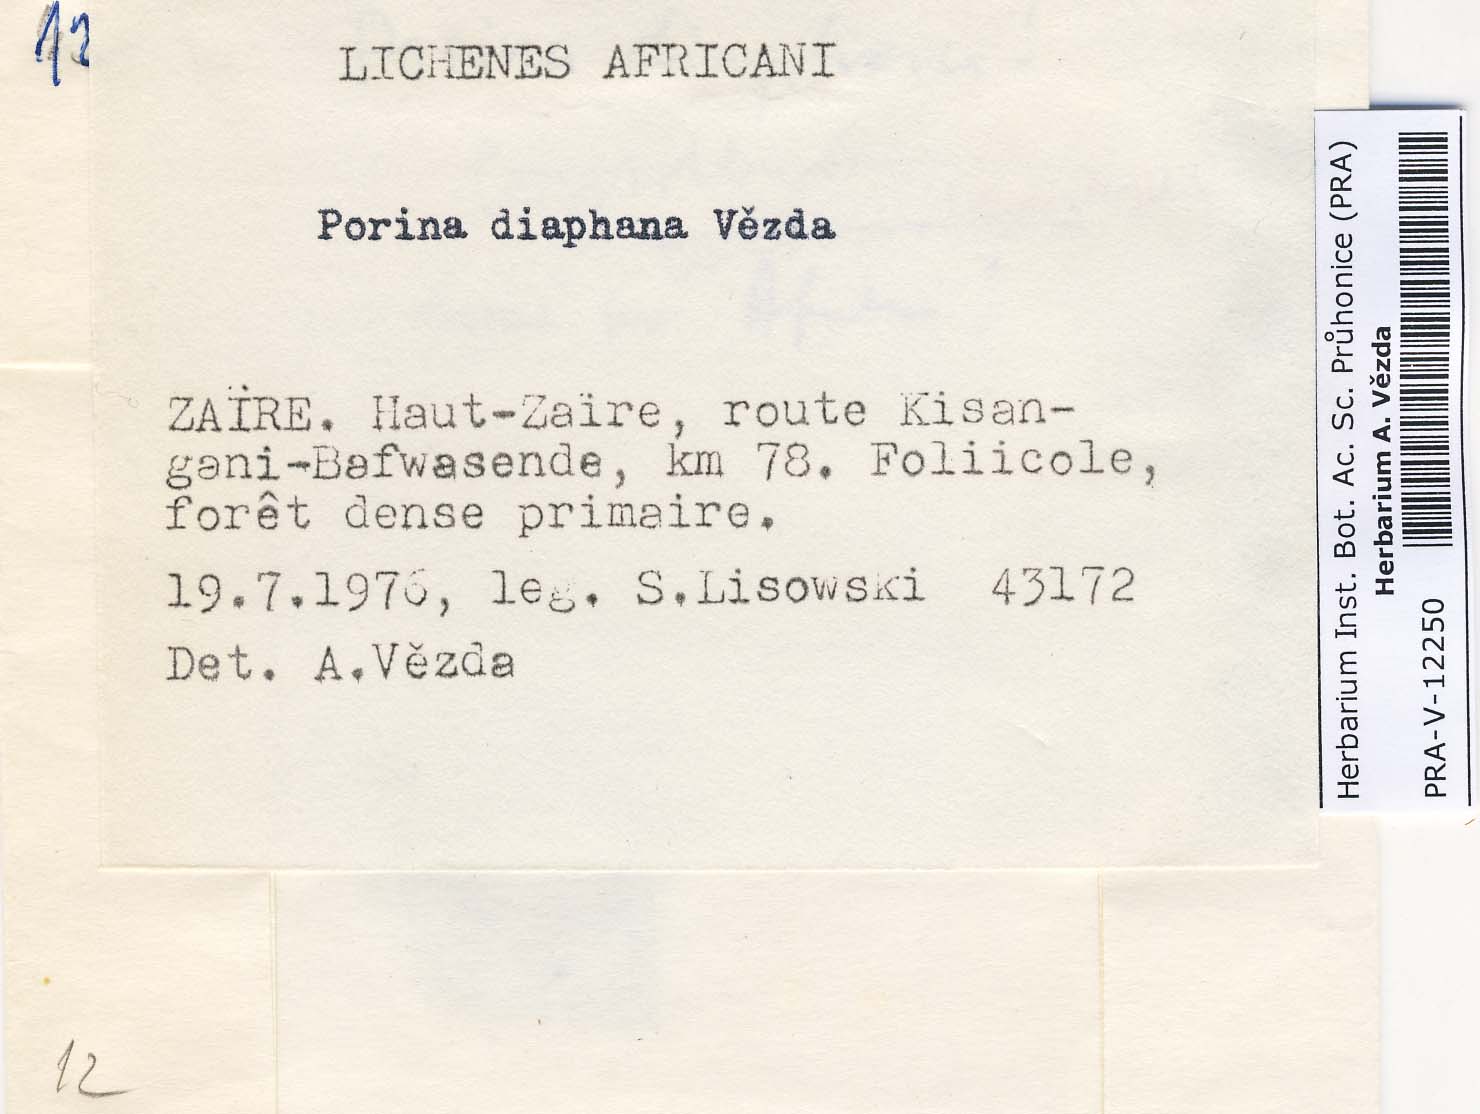 LICHENES AFRICANI
Porina diaphana Vězda
ZAÏRE. Haut-Zaïre, route Kisan-
gani-Bafwasende, km 78. Foliicole,
forêt dense primaire.
19.7.1976, leg. S.Lisowski 43172
Det. A.Vězda
12
Herbarium Inst. Bot. Ac. Sc. Průhonice (PRA)
Herbarium A. Vězda
PRA-V-12250